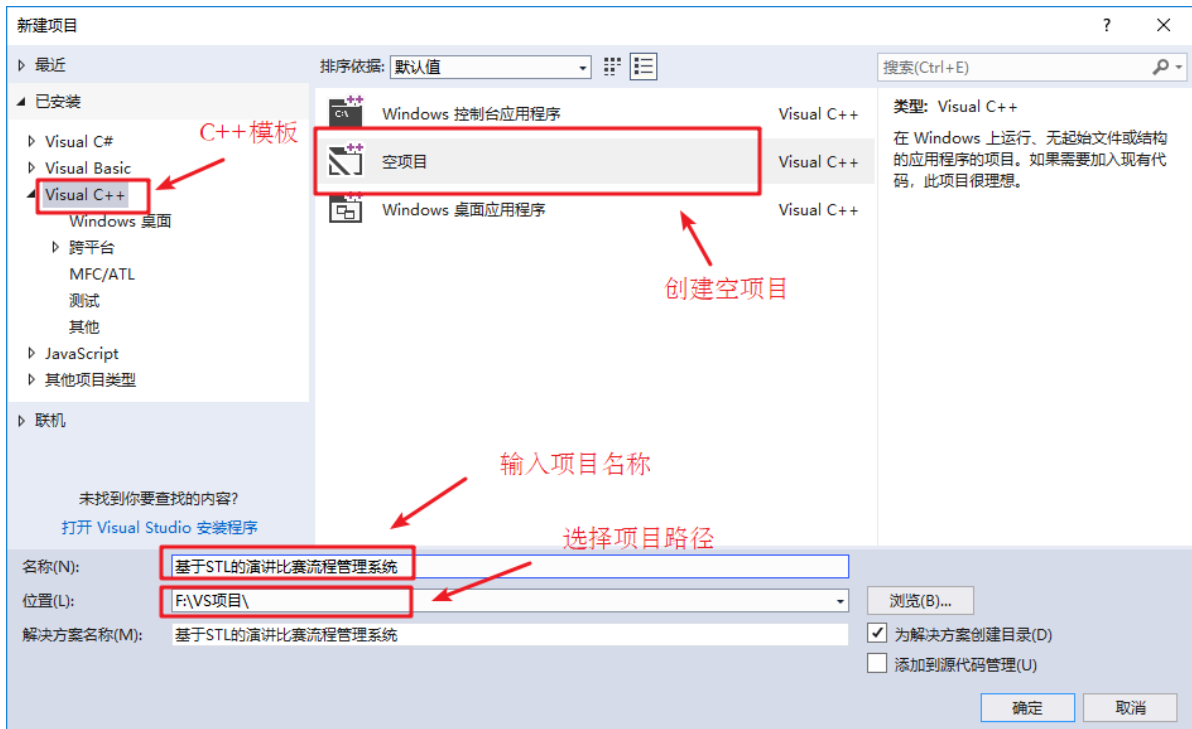 新建项目
? ×
最近
排序依据: 默认值
搜索(Ctrl+E)
已安装
Visual C#
Visual Basic
Visual C++
Windows 桌面
跨平台
MFC/ATL
测试
其他
JavaScript
其他项目类型
联机
C++模板
Windows 控制台应用程序 Visual C++
空项目 Visual C++
Windows 桌面应用程序 Visual C++
创建空项目
类型: Visual C++
在 Windows 上运行、无起始文件或结构
的应用程序的项目。如果需要加入现有代
码，此项目很理想。
未找到你要查找的内容?
打开 Visual Studio 安装程序
输入项目名称
选择项目路径
名称(N): 基于STL的演讲比赛流程管理系统
位置(L): F:\VS项目\
浏览(B)...
解决方案名称(M): 基于STL的演讲比赛流程管理系统
为解决方案创建目录(D)
添加到源代码管理(U)
确定
取消